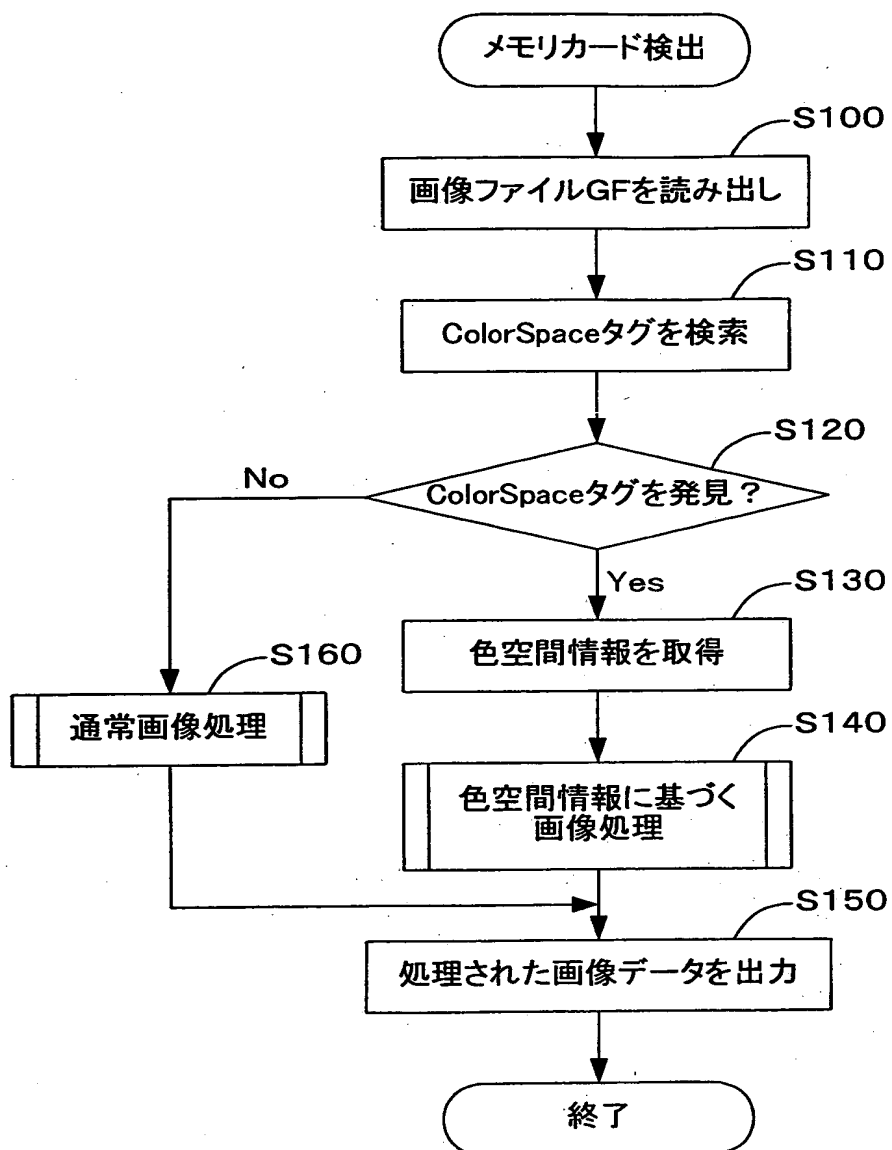 メモリカード検出
S100
画像ファイルGFを読み出し
S110
ColorSpaceタグを検索
S120
No
ColorSpaceタグを発見？
Yes
S130
色空間情報を取得
S160
通常画像処理
S140
色空間情報に基づく
画像処理
S150
処理された画像データを出力
終了